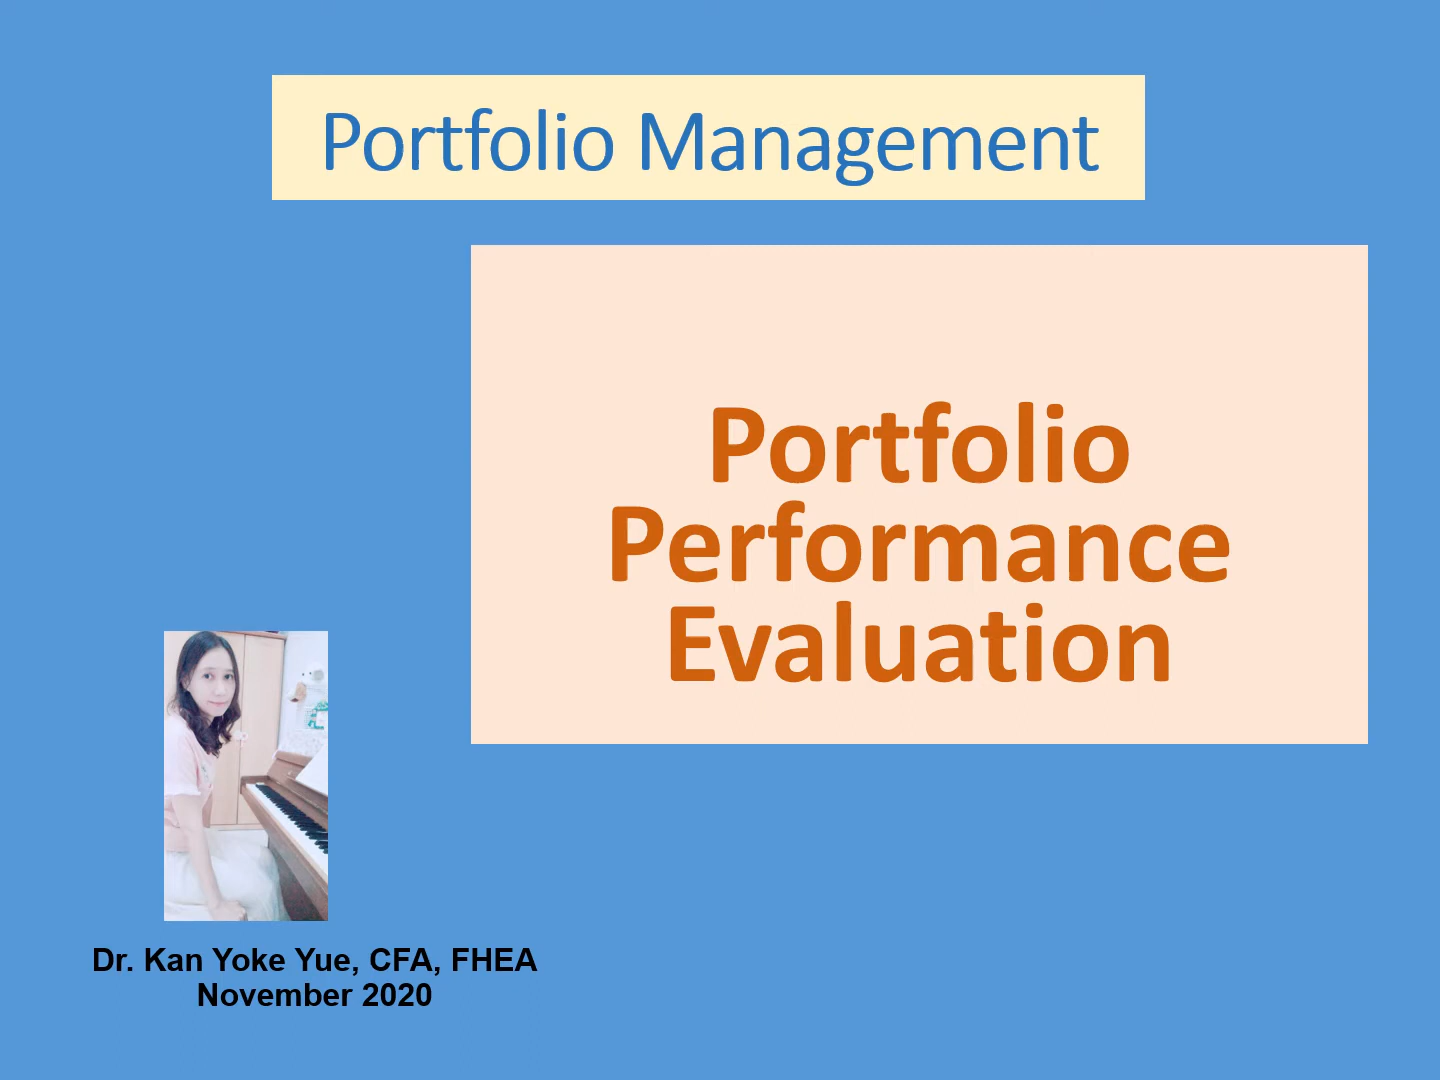 Portfolio Management
Portfolio
Performance
Evaluation
Dr. Kan Yoke Yue, CFA, FHEA
November 2020